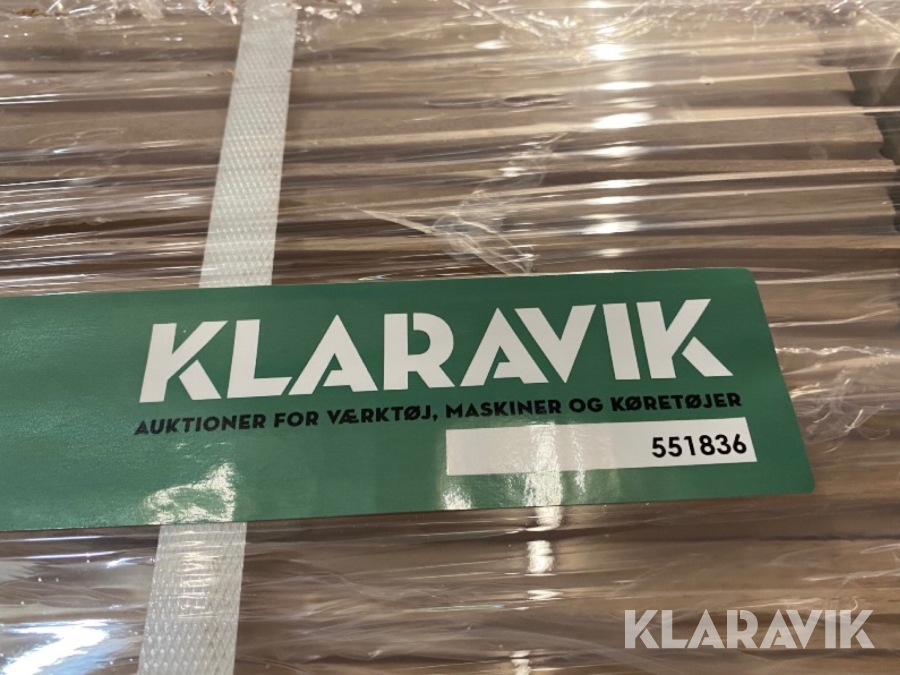 KLARAVIK
AUKTIONER FOR VÆRKTØJ, MASKINER OG KØRETØJER
551836
KLARAVIK